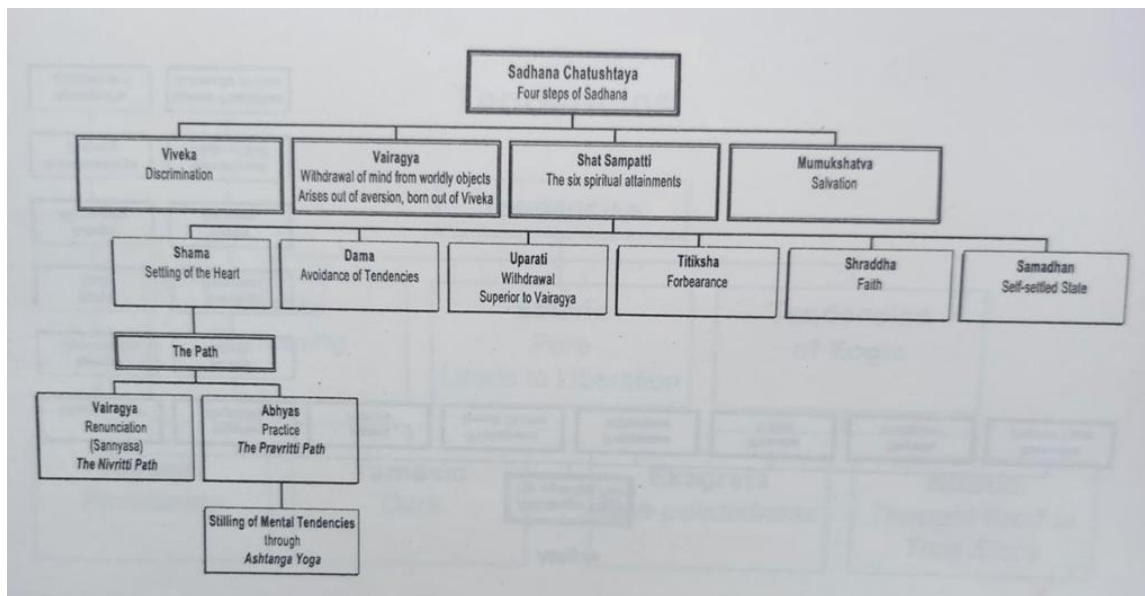 Sadhana Chatushtaya
Four steps of Sadhana
Viveka
Discrimination
Vairagya
Withdrawal of mind from worldly objects
Arises out of aversion, born out of Viveka
Shat Sampatti
The six spiritual attainments
Mumukshatva
Salvation
Shama
Settling of the Heart
Dama
Avoidance of Tendencies
Uparati
Withdrawal
Superior to Vairagya
Titiksha
Forbearance
Shraddha
Faith
Samadhan
Self-settled State
The Path
Vairagya
Renunciation
(Sannyasa)
The Nivritti Path
Abhyas
Practice
The Pravritti Path
Stilling of Mental Tendencies
through
Ashtanga Yoga